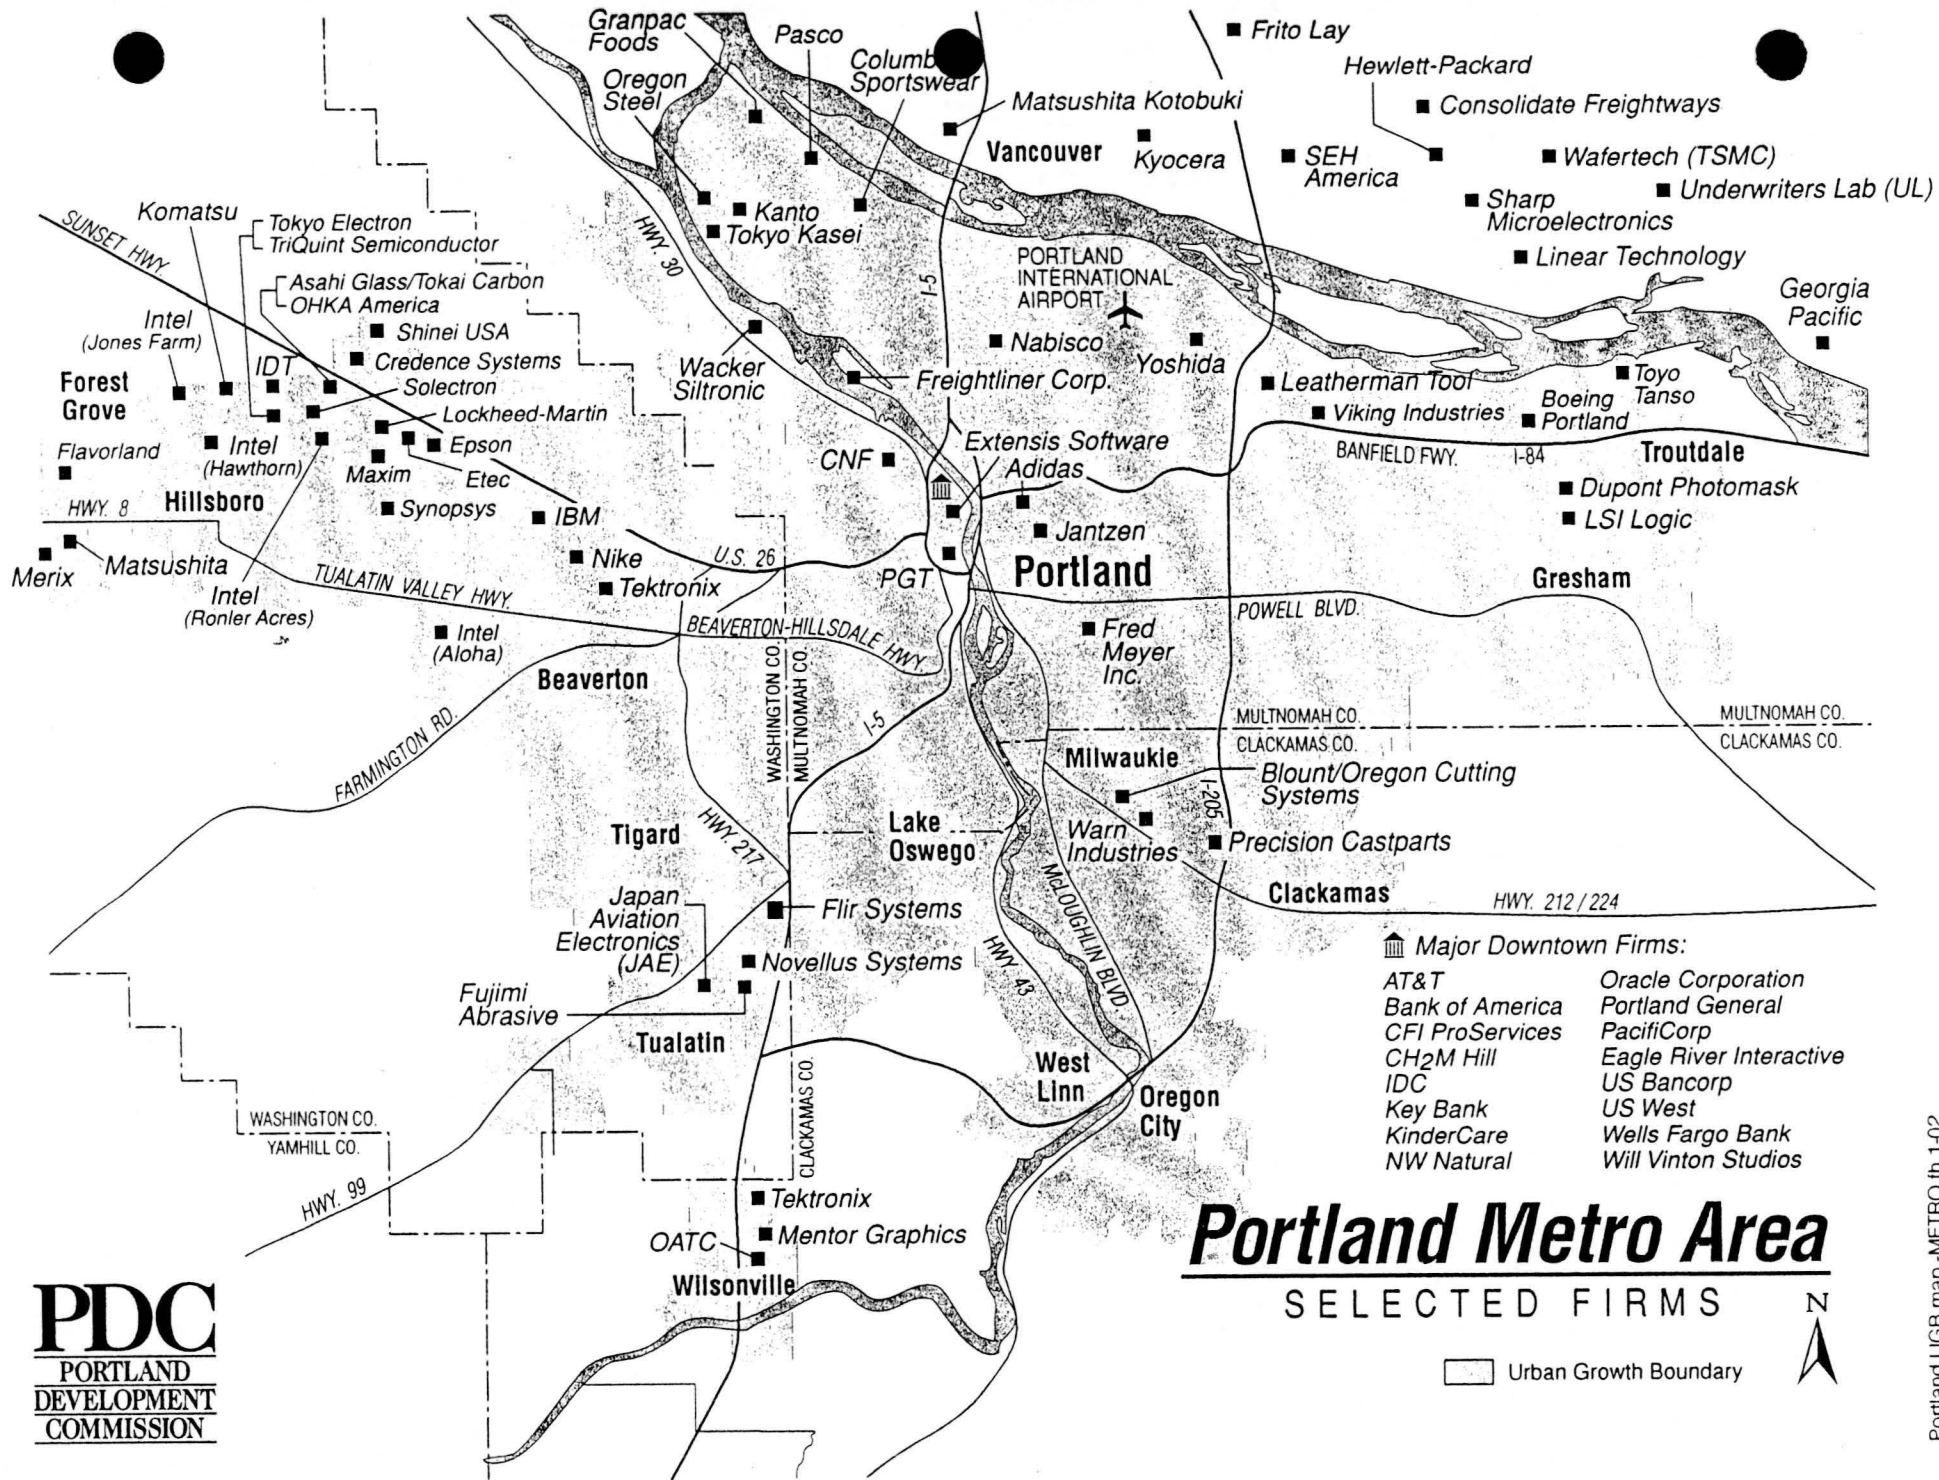 Granpac
Foods
Pasco
Frito Lay
Columb
Sportswear
Hewlett-Packard
Oregon
Steel
Matsushita Kotobuki
Consolidate Freightways
Vancouver
Kyocera
SEH
America
Wafertech (TSMC)
Underwriters Lab (UL)
Sharp
Microelectronics
Linear Technology
Kanto
Tokyo Kasei
Komatsu
Tokyo Electron
TriQuint Semiconductor
SUNSET HWY.
HWY. 30
I-5
PORTLAND
INTERNATIONAL
AIRPORT
Asahi Glass/Tokai Carbon
OHKA America
Georgia
Pacific
Intel
(Jones Farm)
Shinei USA
IDT
Credence Systems
Wacker
Siltronic
Nabisco
Yoshida
Forest
Grove
Solectron
Freightliner Corp.
Leatherman Tool
Toyo
Tanso
Lockheed-Martin
Viking Industries
Boeing
Portland
Flavorland
Intel
(Hawthorn)
Epson
Maxim
Etec
Extensis Software
CNF
Adidas
BANFIELD FWY.
I-84
Troutdale
Hillsboro
HWY. 8
Synopsys
IBM
Dupont Photomask
LSI Logic
Jantzen
Merix
Matsushita
Nike
U.S. 26
PGT
Portland
Gresham
TUALATIN VALLEY HWY.
Tektronix
Intel
(Ronler Acres)
POWELL BLVD.
Intel
(Aloha)
BEAVERTON-HILLSDALE HWY.
Fred
Meyer
Inc.
Beaverton
WASHINGTON CO.
MULTNOMAH CO.
FARMINGTON RD.
I-5
MULTNOMAH CO.
CLACKAMAS CO.
MULTNOMAH CO.
CLACKAMAS CO.
Milwaukie
Blount/Oregon Cutting
Systems
I-205
Tigard
HWY. 217
Lake
Oswego
Warn
Industries
Precision Castparts
McLOUGHLIN BLVD
Clackamas
HWY. 212 / 224
Japan
Aviation
Electronics
(JAE)
Flir Systems
Novellus Systems
HWY. 43
Fujimi
Abrasive
Tualatin
West
Linn
Oregon
City
CLACKAMAS CO.
WASHINGTON CO.
YAMHILL CO.
HWY. 99
Tektronix
OATC
Mentor Graphics
Wilsonville
Major Downtown Firms:
AT&T
Bank of America
CFI ProServices
CH2M Hill
IDC
Key Bank
KinderCare
NW Natural
Oracle Corporation
Portland General
PacifiCorp
Eagle River Interactive
US Bancorp
US West
Wells Fargo Bank
Will Vinton Studios
Portland Metro Area
SELECTED FIRMS
N
Urban Growth Boundary
PDC
PORTLAND
DEVELOPMENT
COMMISSION
Portland UGB map -METRO th 1-02